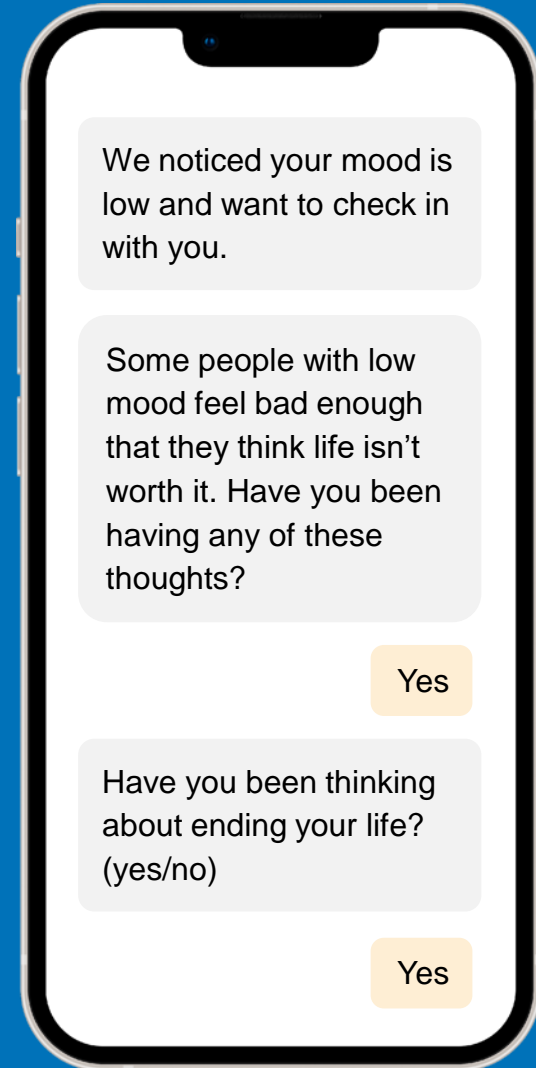 We noticed your mood is
low and want to check in
with you.
Some people with low
mood feel bad enough
that they think life isn’t
worth it. Have you been
having any of these
thoughts?
Yes
Have you been thinking
about ending your life?
(yes/no)
Yes